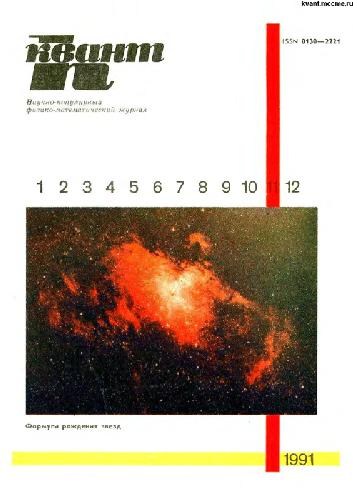 kvant.mccme.ru
квант
ISSN 0130—2221
Научно-популярный
физико-математический журнал
1 2 3 4 5 6 7 8 9 10 11 12
Формула рождения звезд
1991